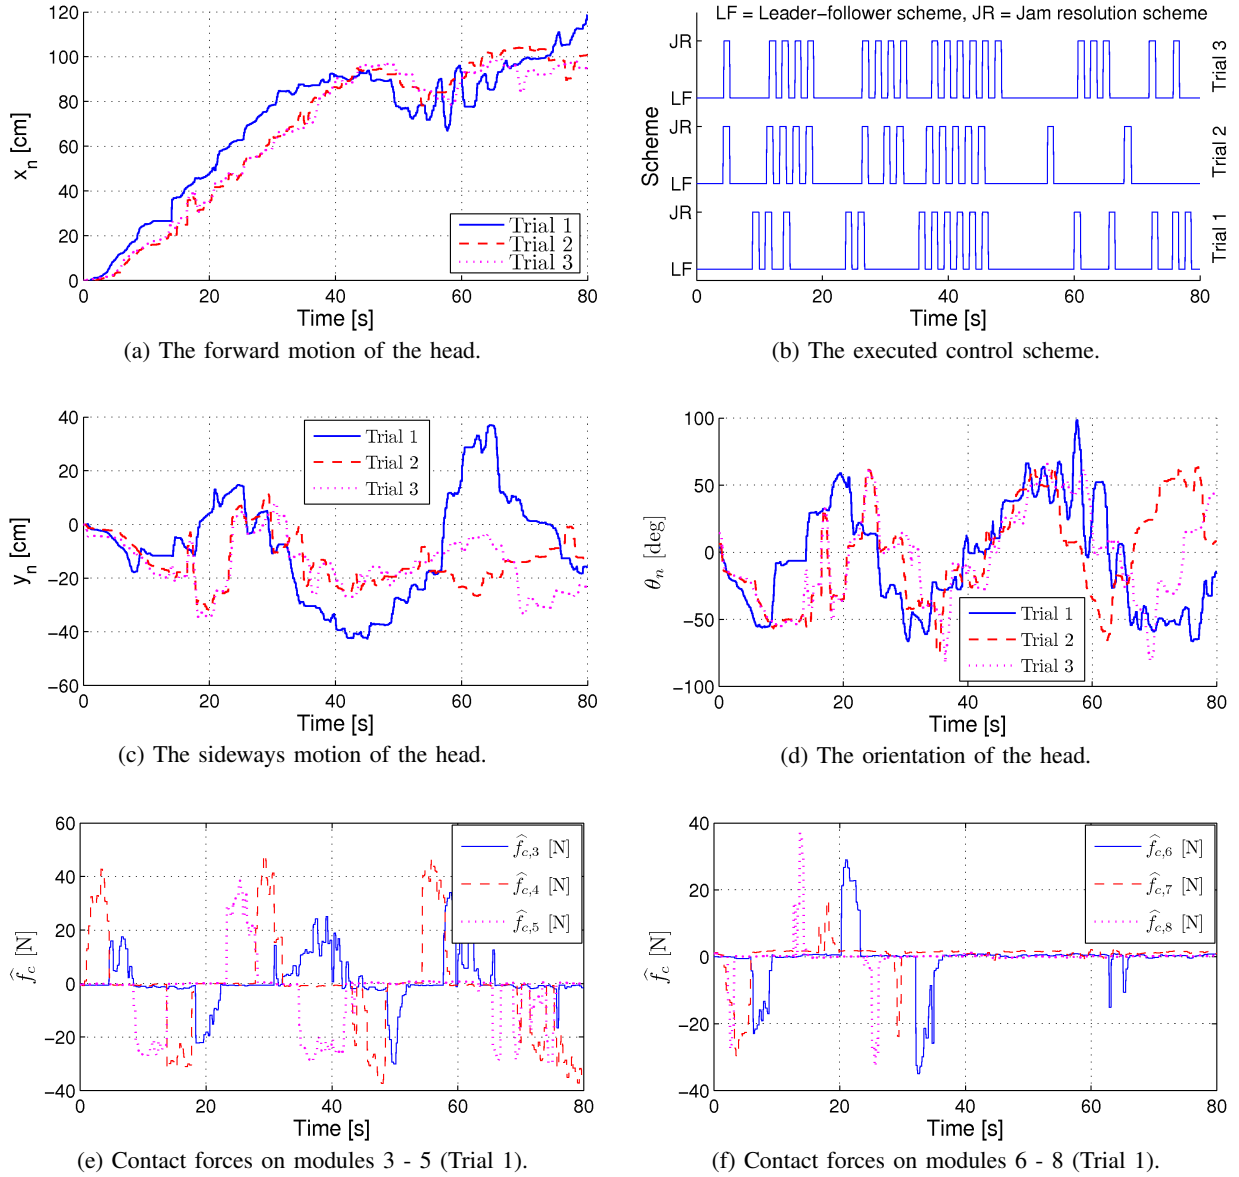 120
100
80
60
40
20
0
x_n [cm]
Trial 1
Trial 2
Trial 3
0 20 40 60 80
Time [s]
(a) The forward motion of the head.
LF = Leader−follower scheme, JR = Jam resolution scheme
JR
LF
JR
LF
JR
LF
Scheme
Trial 3
Trial 2
Trial 1
0 20 40 60 80
Time [s]
(b) The executed control scheme.
40
20
0
−20
−40
−60
y_n [cm]
Trial 1
Trial 2
Trial 3
0 20 40 60 80
Time [s]
(c) The sideways motion of the head.
100
50
0
−50
−100
θ_n [deg]
Trial 1
Trial 2
Trial 3
0 20 40 60 80
Time [s]
(d) The orientation of the head.
60
40
20
0
−20
−40
f̂_c [N]
f̂_{c,3} [N]
f̂_{c,4} [N]
f̂_{c,5} [N]
0 20 40 60 80
Time [s]
(e) Contact forces on modules 3 - 5 (Trial 1).
40
20
0
−20
−40
f̂_c [N]
f̂_{c,6} [N]
f̂_{c,7} [N]
f̂_{c,8} [N]
0 20 40 60 80
Time [s]
(f) Contact forces on modules 6 - 8 (Trial 1).